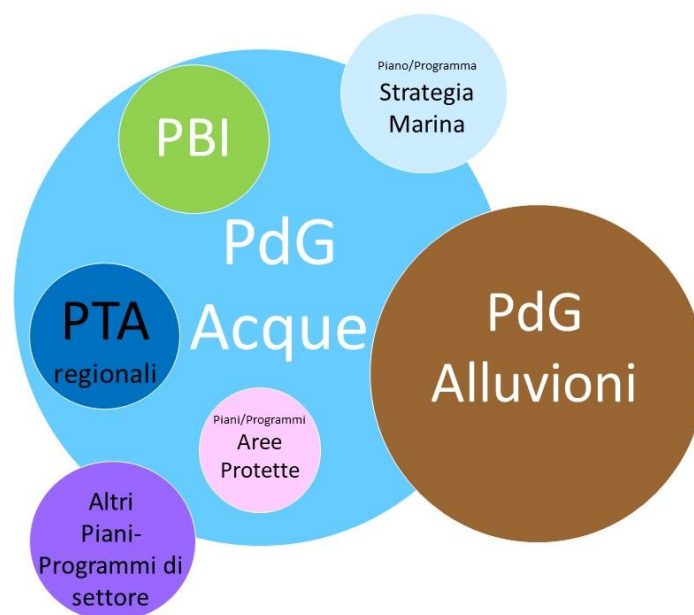 Piano/Programma
Strategia
Marina
PBI
PdG
Acque
PdG
Alluvioni
PTA
regionali
Piani/Programmi
Aree
Protette
Altri
Piani-
Programmi di
settore